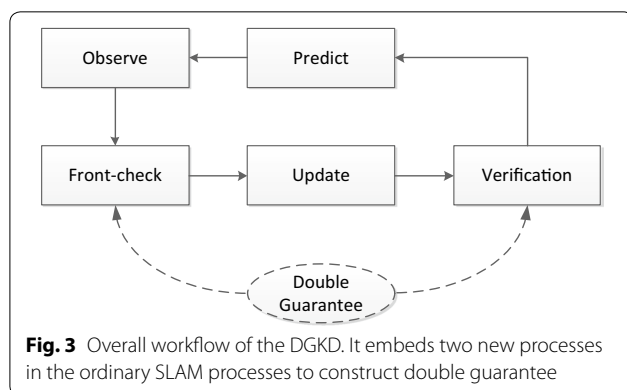 Observe
Predict
Front-check
Update
Verification
Double
Guarantee
Fig. 3 Overall workflow of the DGKD. It embeds two new processes
in the ordinary SLAM processes to construct double guarantee